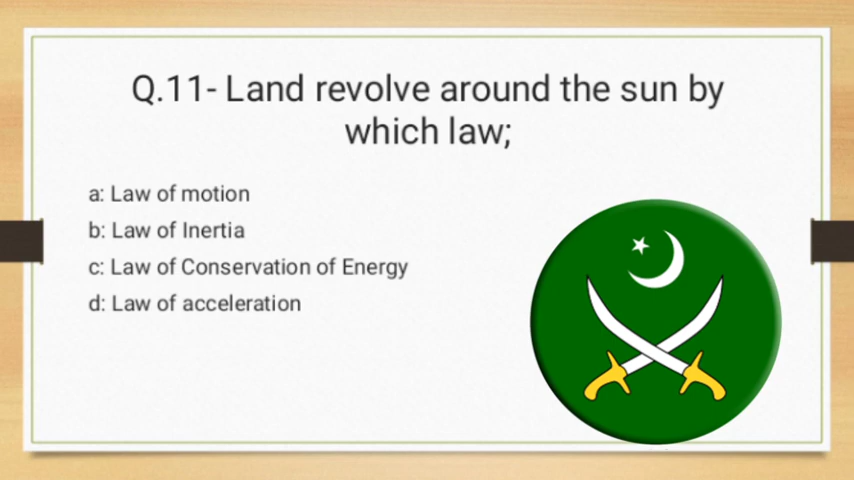 Q.11- Land revolve around the sun by
which law;
a: Law of motion
b: Law of Inertia
c: Law of Conservation of Energy
d: Law of acceleration